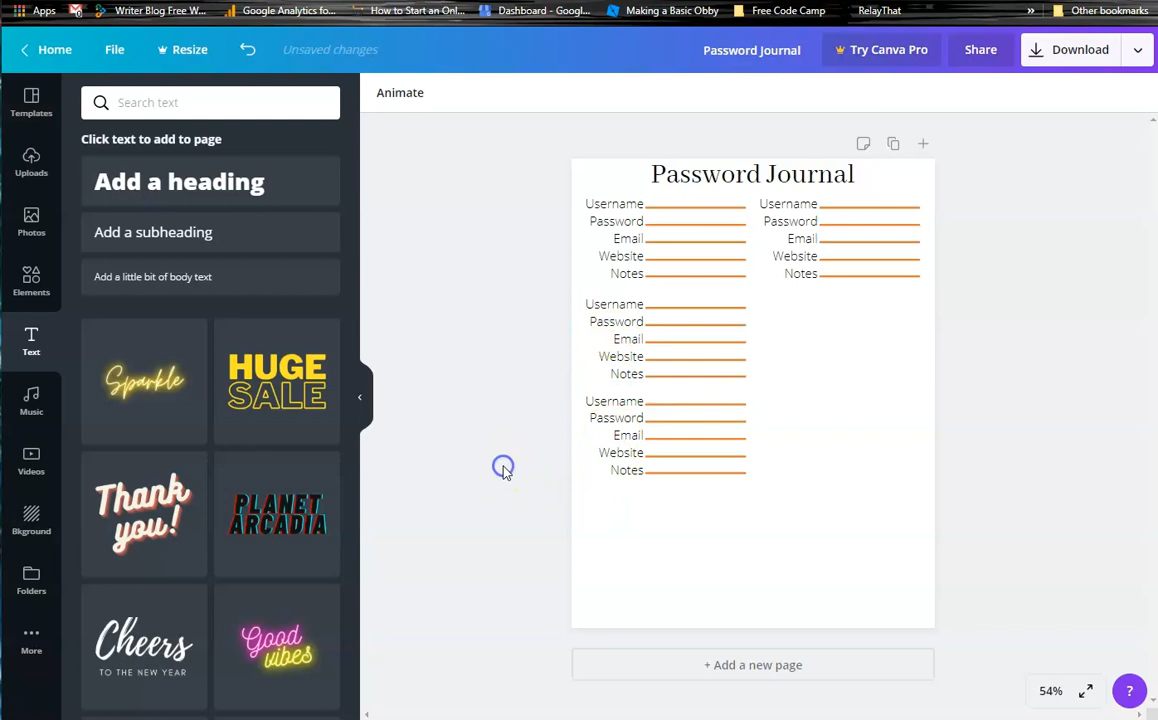 Apps
Writer Blog Free W...
Google Analytics fo...
How to Start an Onl...
Dashboard - Googl...
Making a Basic Obby
Free Code Camp
RelayThat
»
Other bookmarks
Home
File
Resize
Unsaved changes
Password Journal
Try Canva Pro
Share
Download
Templates
Uploads
Photos
Elements
Text
Music
Videos
Bkground
Folders
More
Search text
Click text to add to page
Add a heading
Add a subheading
Add a little bit of body text
Sparkle
HUGE
SALE
Thank
you!
PLANET
ARCADIA
Cheers
TO THE NEW YEAR
Good
vibes
Animate
Password Journal
Username
Password
Email
Website
Notes
Username
Password
Email
Website
Notes
Username
Password
Email
Website
Notes
Username
Password
Email
Website
Notes
+ Add a new page
54%
?